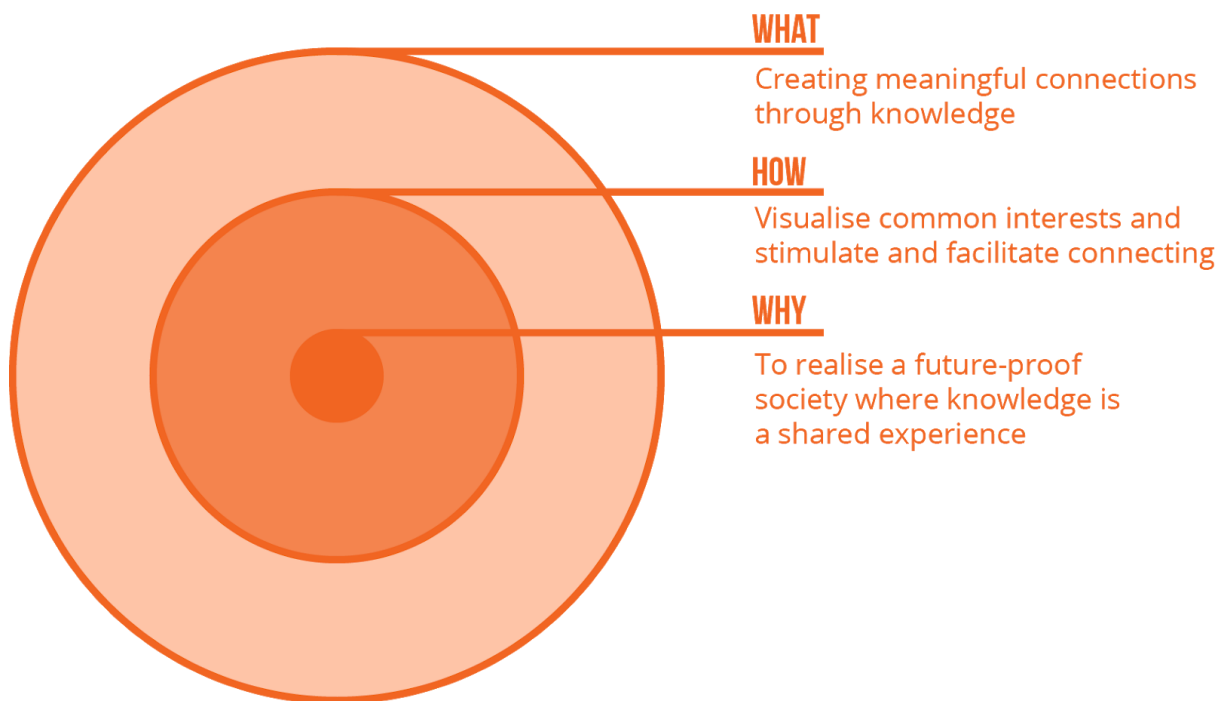 WHAT
Creating meaningful connections
through knowledge
HOW
Visualise common interests and
stimulate and facilitate connecting
WHY
To realise a future-proof
society where knowledge is
a shared experience